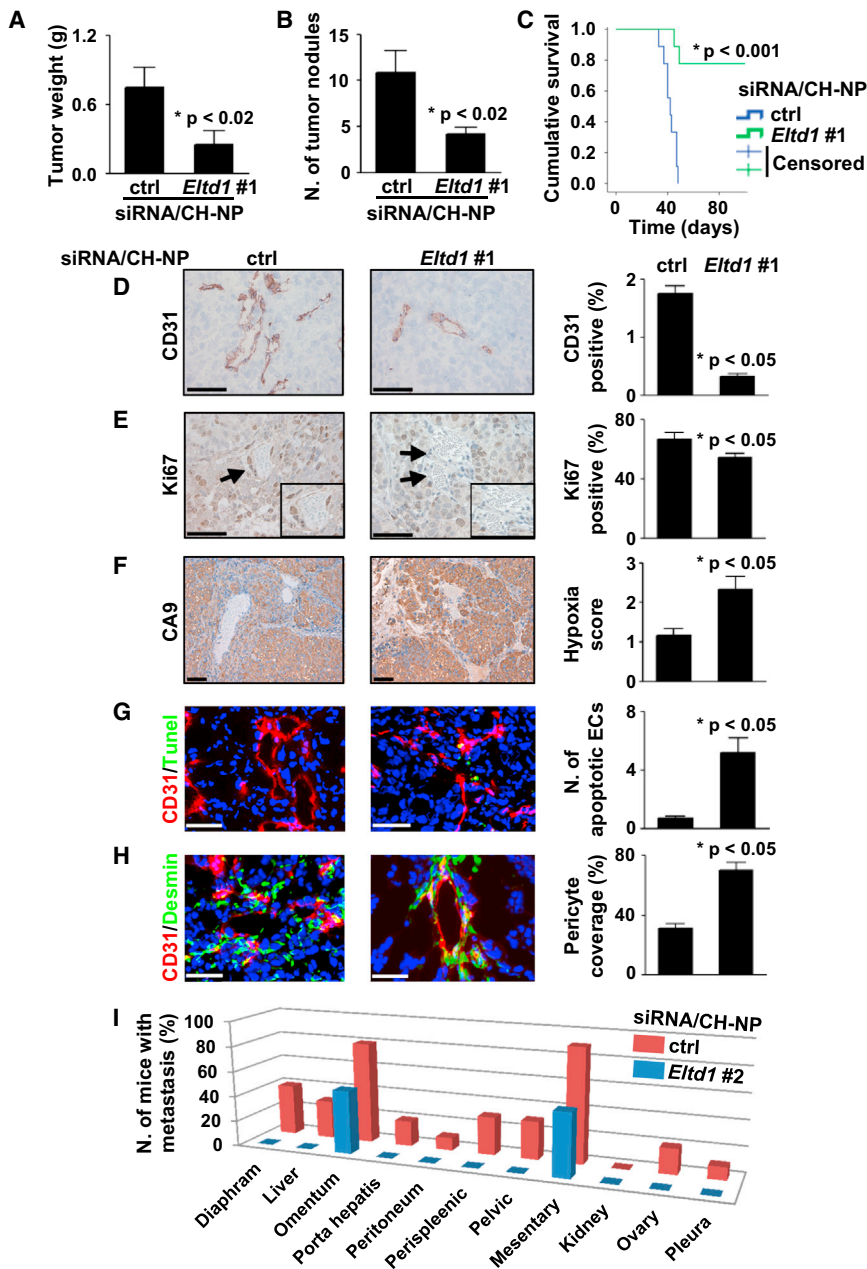 A
Tumor weight (g)
1.2
0.6
0.0
* p < 0.02
ctrl Eltd1 #1
siRNA/CH-NP
B
N. of tumor nodules
15
10
5
0
* p < 0.02
ctrl Eltd1 #1
siRNA/CH-NP
C
Cumulative survival
1.0
0.8
0.6
0.4
0.2
0.0
0 40 80
Time (days)
* p < 0.001
siRNA/CH-NP
ctrl
Eltd1 #1
Censored
siRNA/CH-NP ctrl Eltd1 #1
D
CD31
ctrl Eltd1 #1
CD31
positive (%)
2
1
0
* p < 0.05
E
Ki67
Ki67
positive (%)
80
40
0
* p < 0.05
F
CA9
Hypoxia
score
3
2
1
0
* p < 0.05
G
CD31/Tunel
N. of
apoptotic ECs
8
4
0
* p < 0.05
H
CD31/Desmin
Pericyte
coverage (%)
80
40
0
* p < 0.05
I
N. of mice with
metastasis (%)
100
80
60
40
20
0
siRNA/CH-NP
ctrl
Eltd1 #2
Diaphram
Liver
Omentum
Porta hepatis
Peritoneum
Perispleenic
Pelvic
Mesentary
Kidney
Ovary
Pleura